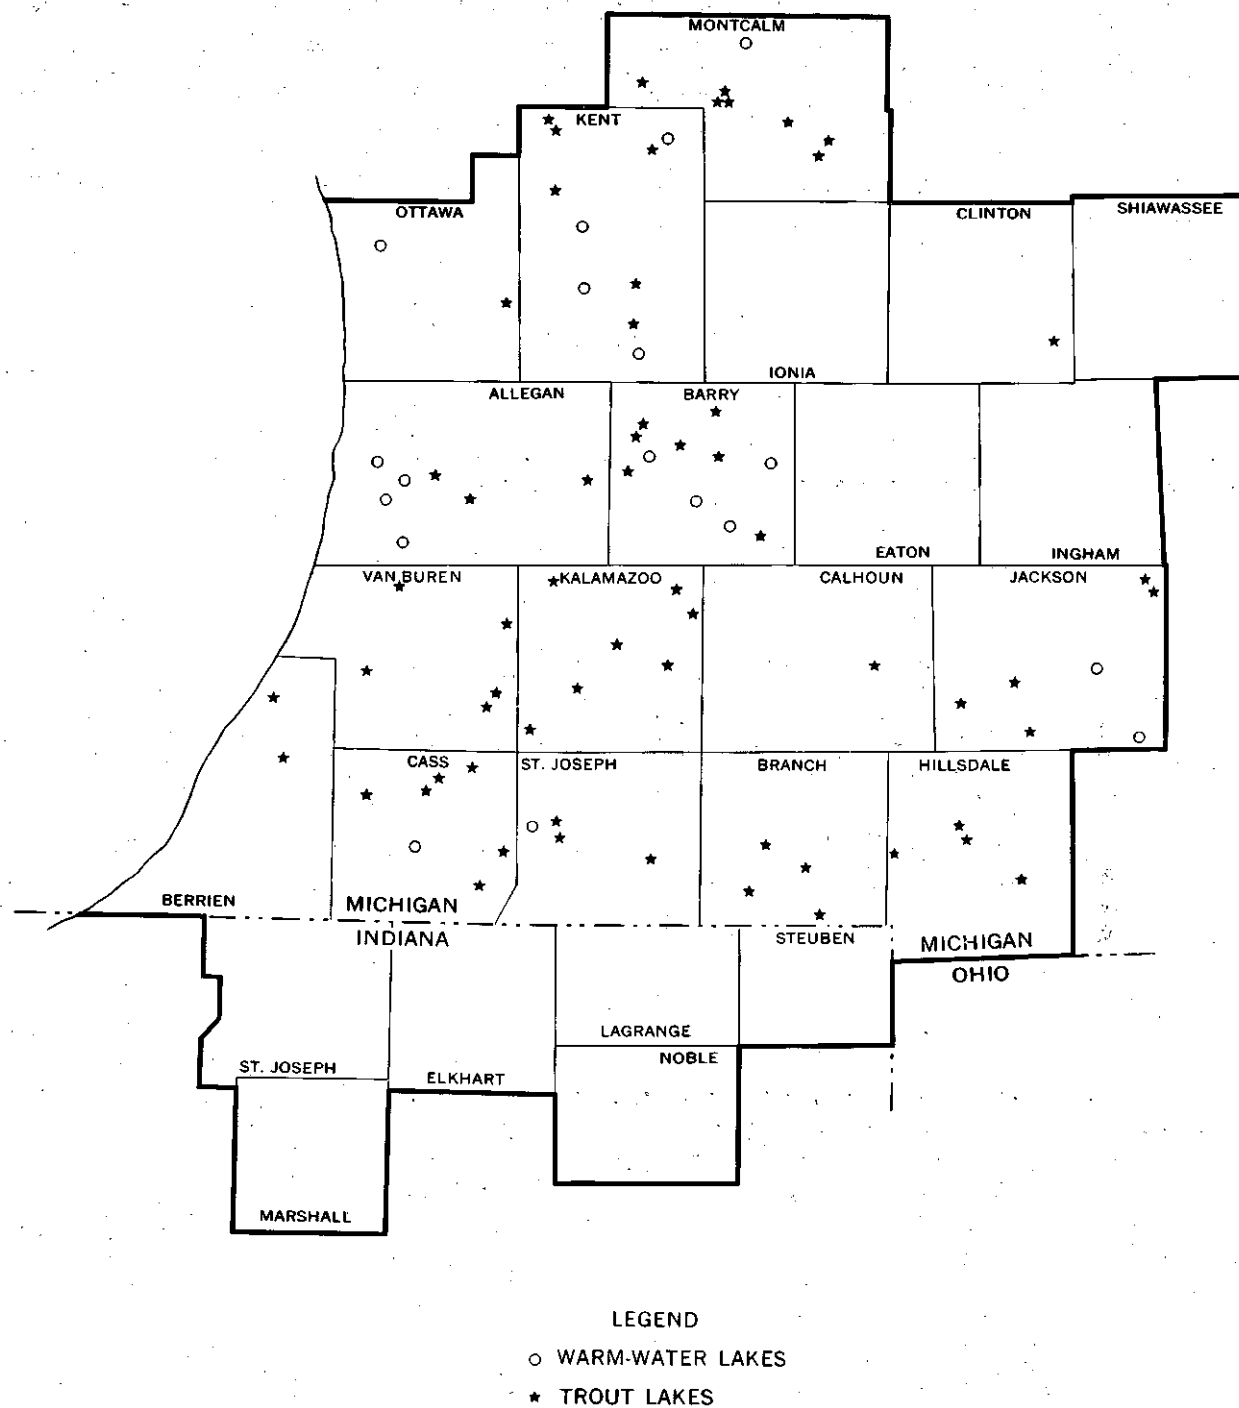 MONTCALM
KENT
OTTAWA
CLINTON
SHIAWASSEE
IONIA
ALLEGAN
BARRY
EATON
INGHAM
VAN BUREN
KALAMAZOO
CALHOUN
JACKSON
CASS
ST. JOSEPH
BRANCH
HILLSDALE
BERRIEN
MICHIGAN
INDIANA
STEUBEN
MICHIGAN
OHIO
LAGRANGE
NOBLE
ST. JOSEPH
ELKHART
MARSHALL
LEGEND
WARM-WATER LAKES
TROUT LAKES